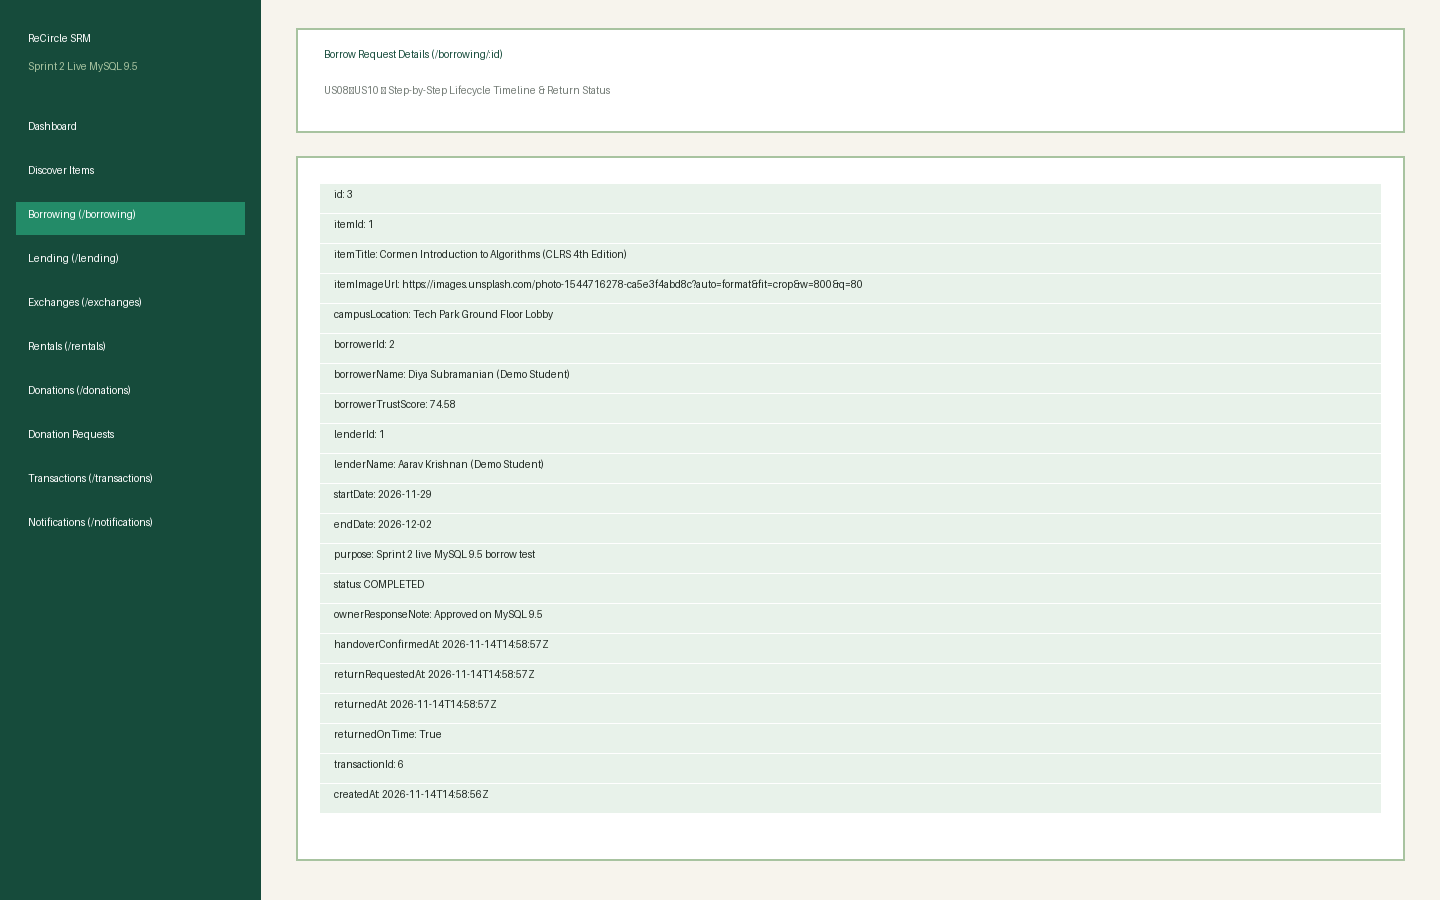 ReCircle SRM
Sprint 2 Live MySQL 9.5
Dashboard
Discover Items
Borrowing (/borrowing)
Lending (/lending)
Exchanges (/exchanges)
Rentals (/rentals)
Donations (/donations)
Donation Requests
Transactions (/transactions)
Notifications (/notifications)
Borrow Request Details (/borrowing/:id)
US08▯US10 ▯ Step-by-Step Lifecycle Timeline & Return Status
id: 3
itemId: 1
itemTitle: Cormen Introduction to Algorithms (CLRS 4th Edition)
itemImageUrl: https://images.unsplash.com/photo-1544716278-ca5e3f4abd8c?auto=format&fit=crop&w=800&q=80
campusLocation: Tech Park Ground Floor Lobby
borrowerId: 2
borrowerName: Diya Subramanian (Demo Student)
borrowerTrustScore: 74.58
lenderId: 1
lenderName: Aarav Krishnan (Demo Student)
startDate: 2026-11-29
endDate: 2026-12-02
purpose: Sprint 2 live MySQL 9.5 borrow test
status: COMPLETED
ownerResponseNote: Approved on MySQL 9.5
handoverConfirmedAt: 2026-11-14T14:58:57Z
returnRequestedAt: 2026-11-14T14:58:57Z
returnedAt: 2026-11-14T14:58:57Z
returnedOnTime: True
transactionId: 6
createdAt: 2026-11-14T14:58:56Z